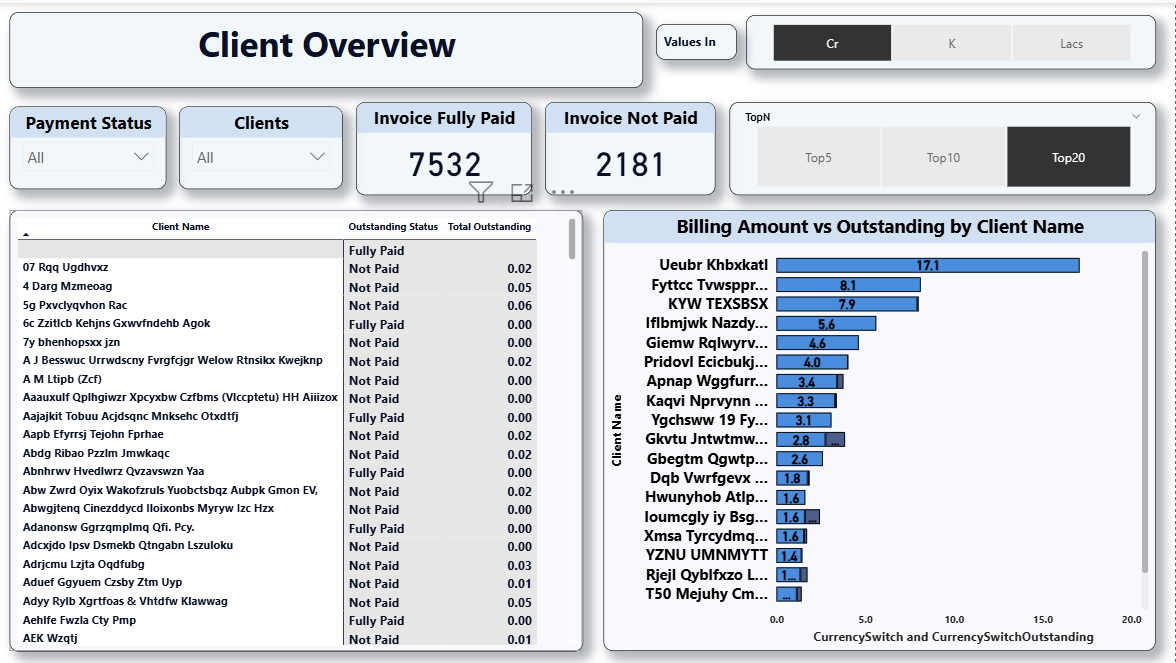 Client Overview
Values In
Cr
K
Lacs
Payment Status
All
Clients
All
Invoice Fully Paid
7532
Invoice Not Paid
2181
TopN
Top5
Top10
Top20
Client Name Outstanding Status Total Outstanding
Fully Paid
07 Rqq Ugdhvxz Not Paid 0.02
4 Darg Mzmeoag Not Paid 0.05
5g Pxvclyqvhon Rac Not Paid 0.06
6c Zzitlcb Kehjns Gxwvfndehb Agok Fully Paid 0.00
7y bhenhopsxx jzn Not Paid 0.00
A J Besswuc Urrwdscny Fvrgfcjgr Welow Rtnsikx Kwejknp Not Paid 0.02
A M Ltipb (Zcf) Not Paid 0.00
Aaauxulf Qplhgiwzr Xpcyxbw Czfbms (Vlccptetu) HH Aiiizox Not Paid 0.00
Aajajkit Tobuu Acjdsqnc Mnksehc Otxdtfj Fully Paid 0.00
Aapb Efyrrsj Tejohn Fprhae Not Paid 0.02
Abdg Ribao Pzzlm Jmwkaqc Not Paid 0.02
Abnhrwv Hvedlwrz Qvzavswzn Yaa Fully Paid 0.00
Abw Zwrd Oyix Wakofzruls Yuobctsbqz Aubpk Gmon EV, Not Paid 0.02
Abwgjtenq Cinezddycd Iloixonbs Myryw Izc Hzx Not Paid 0.00
Adanonsw Ggrzqmplmq Qfi. Pcy. Fully Paid 0.00
Adcxjdo Ipsv Dsmekb Qtngabn Lszuloku Not Paid 0.00
Adrjcmu Lzjta Oqdfubg Not Paid 0.03
Aduef Ggyuem Czsby Ztm Uyp Not Paid 0.01
Adyy Rylb Xgrtfoas & Vhtdfw Klawwag Not Paid 0.05
Aehlfe Fwzla Cty Pmp Fully Paid 0.00
AEK Wzqtj Not Paid 0.01
Billing Amount vs Outstanding by Client Name
Client Name
Ueubr Khbxkatl 17.1
Fyttcc Tvwsppr... 8.1
KYW TEXSBSX 7.9
Iflbmjwk Nazdy... 5.6
Giemw Rqlwyrv... 4.6
Pridovl Ecicbukj... 4.0
Apnap Wggfurr... 3.4
Kaqvi Nprvynn ... 3.3
Ygchsww 19 Fy... 3.1
Gkvtu Jntwtmw... 2.8 ...
Gbegtm Qgwtp... 2.6
Dqb Vwrfgevx ... 1.8
Hwunyhob Atlp... 1.6
Ioumcgly iy Bsg... 1.6 ...
Xmsa Tyrcydmq... 1.6
YZNU UMNMYTT 1.4
Rjejl Qyblfxzo L... 1...
T50 Mejuhy Cm... ...
0.0 5.0 10.0 15.0 20.0
CurrencySwitch and CurrencySwitchOutstanding